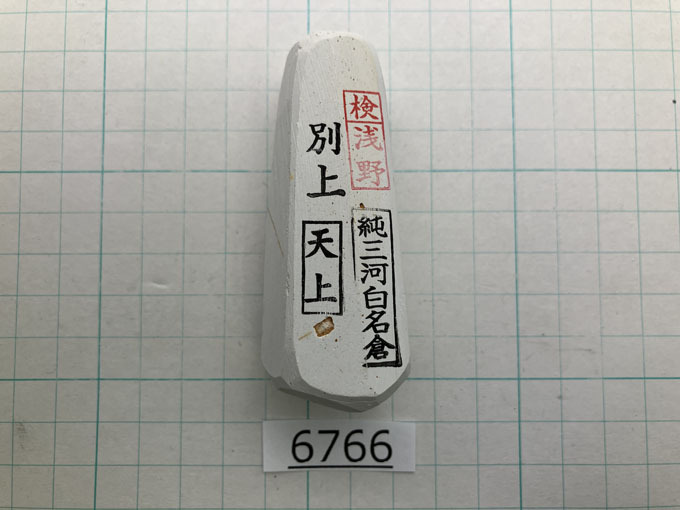 検
浅野
純三河白名倉
別上
天上
6766